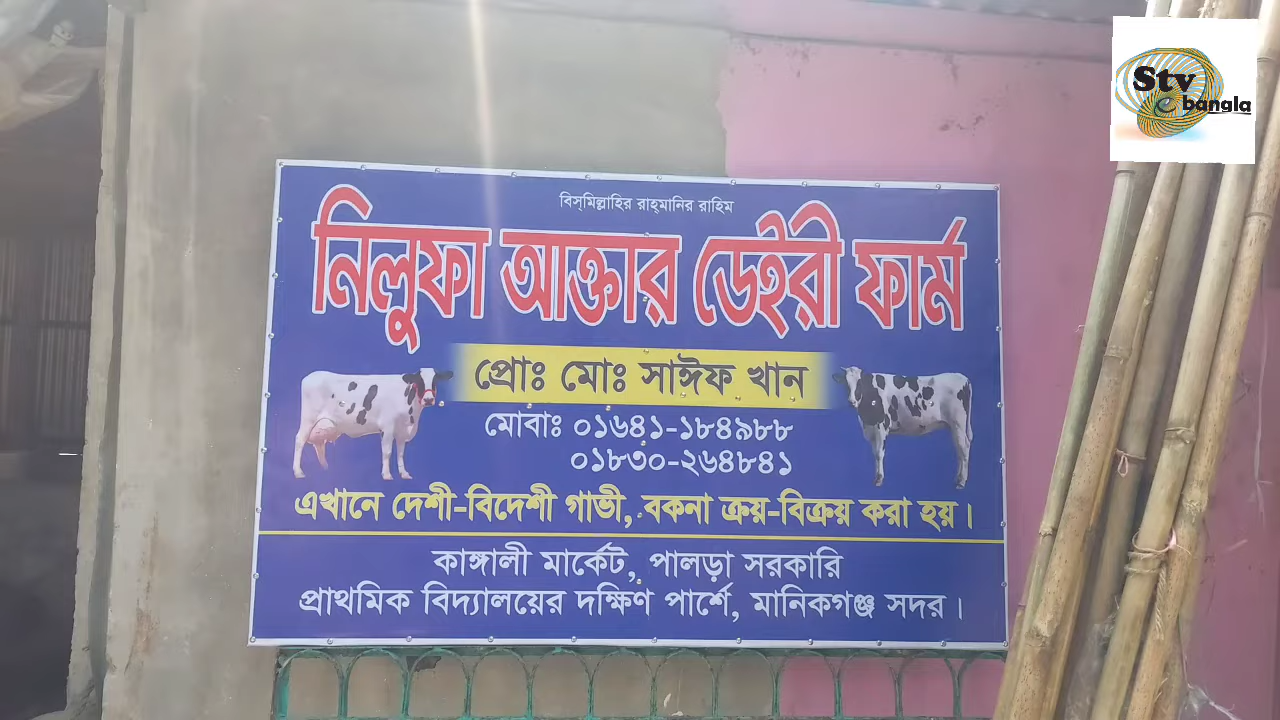 Stv
e bangla
বিস্‌মিল্লাহির রাহ্‌মানির রাহিম
নিলুফা আক্তার ডেইরী ফার্ম
প্রোঃ মোঃ সাঈফ খান
মোবাঃ ০১৬৪১-১৮৪৯৮৮
০১৮৩০-২৬৪৮৪১
এখানে দেশী-বিদেশী গাভী, বকনা ক্রয়-বিক্রয় করা হয়।
কাঙ্গালী মার্কেট, পালড়া সরকারি
প্রাথমিক বিদ্যালয়ের দক্ষিণ পার্শে, মানিকগঞ্জ সদর।